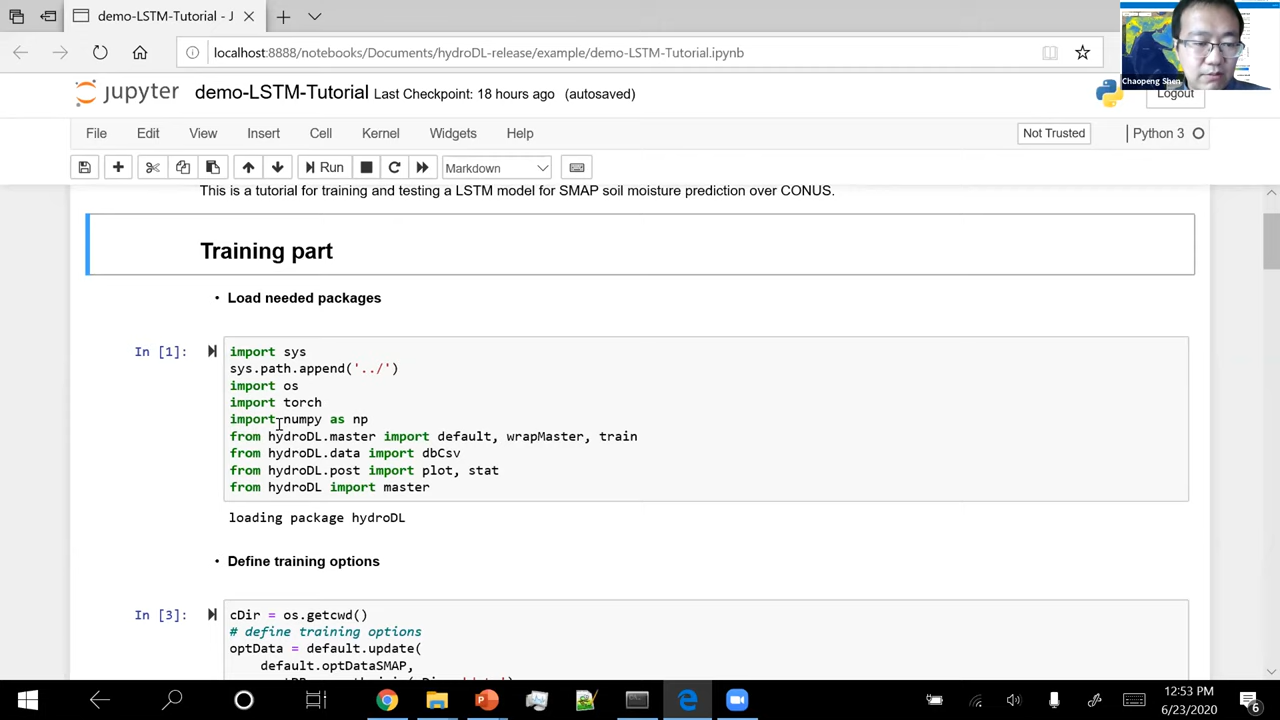 demo-LSTM-Tutorial - J
localhost:8888/notebooks/Documents
ydroDL-release
xample/demo-LSTM-Tutorial.ipynb
Chaopeng Shen
jupyter
demo-LSTM-Tutorial Last
8 hours ago (autosaved)
Logout
File Edit View Insert Cell Kernel Widgets Help
Not Trusted
Python 3
Run
Markdown
This is a tutorial for training and testing a LSTM model for SMAP soil moisture prediction over CONUS.
Training part
• Load needed packages
In [1]:
import sys
sys.path.append('../')
import os
import torch
import numpy as np
from hydroDL.master import default, wrapMaster, train
from hydroDL.data import dbCsv
from hydroDL.post import plot, stat
from hydroDL import master
loading package hydroDL
• Define training options
In [3]:
cDir = os.getcwd()
# define training options
optData = default.update(
default.optDataSMAP,
12:53 PM
6/23/2020
6